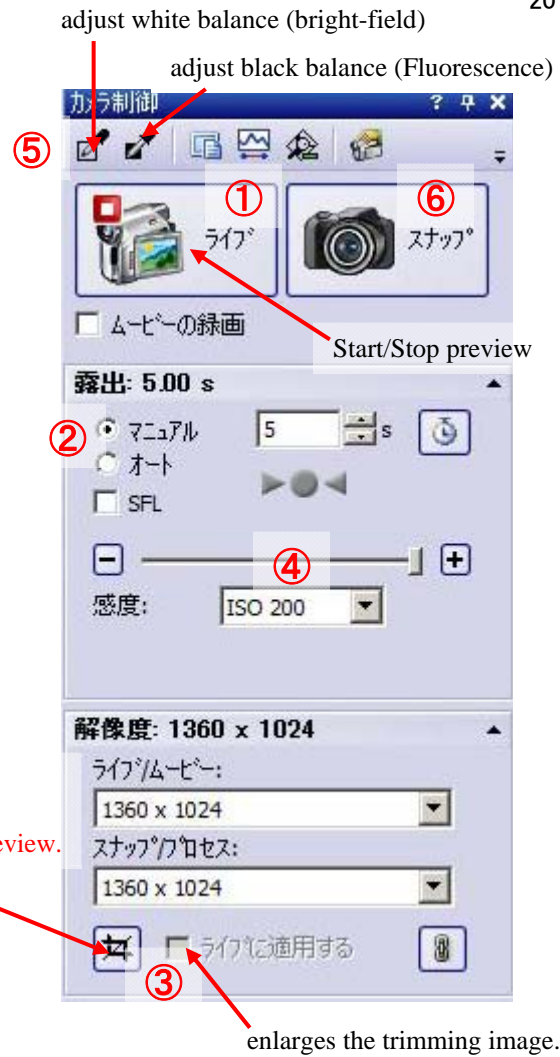 20
adjust white balance (bright-field)
adjust black balance (Fluorescence)
カメラ制御
⑤
① ライブ
⑥ スナップ
ムービーの録画
Start/Stop preview
露出: 5.00 s
② マニュアル 5 s
オート
SFL
④
感度: ISO 200
解像度: 1360 x 1024
ライブ/ムービー:
1360 x 1024
スナップ/プロセス:
1360 x 1024
ライブに適用する
③
enlarges the trimming image.